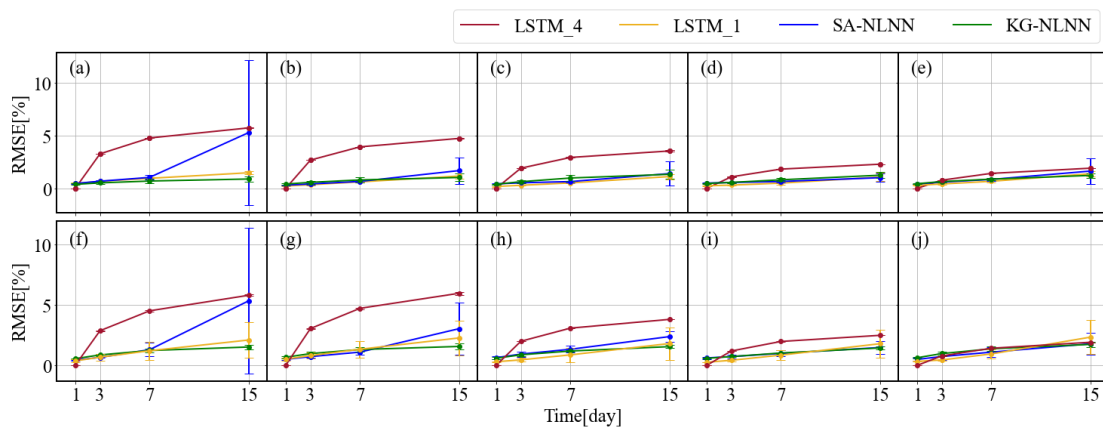 LSTM_4 LSTM_1 SA-NLNN KG-NLNN
(a) (b) (c) (d) (e)
10
5
0
RMSE[%]
(f) (g) (h) (i) (j)
10
5
0
RMSE[%]
1 3 7 15 1 3 7 15 1 3 7 15 1 3 7 15 1 3 7 15
Time[day]